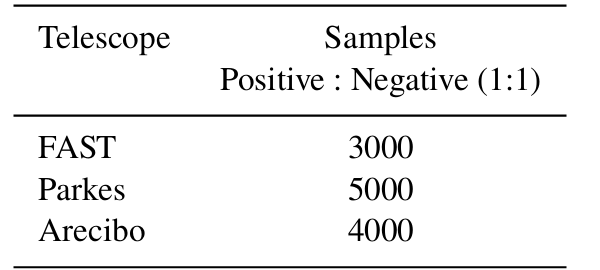 Telescope Samples
Positive : Negative (1:1)
FAST 3000
Parkes 5000
Arecibo 4000